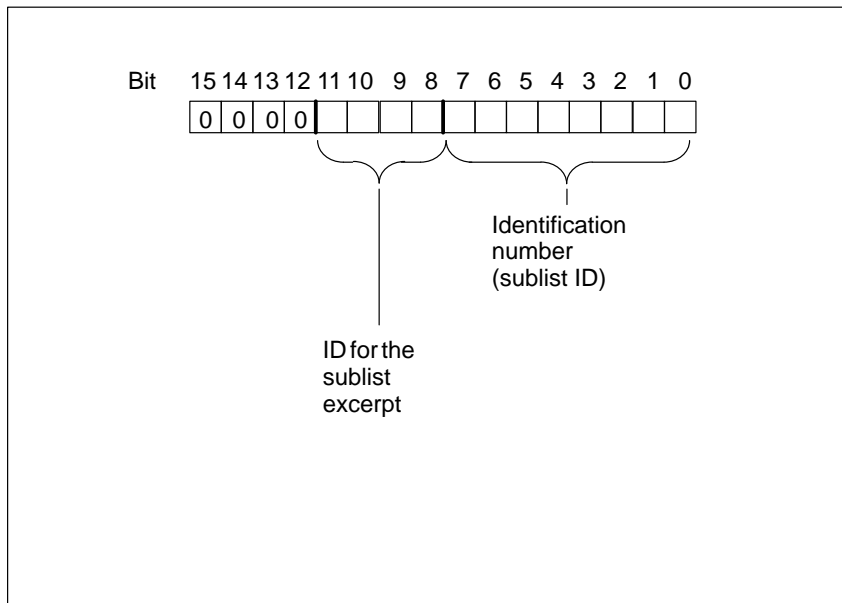 Bit 15 14 13 12 11 10 9 8 7 6 5 4 3 2 1 0
0 0 0 0
Identification
number
(sublist ID)
ID for the
sublist
excerpt